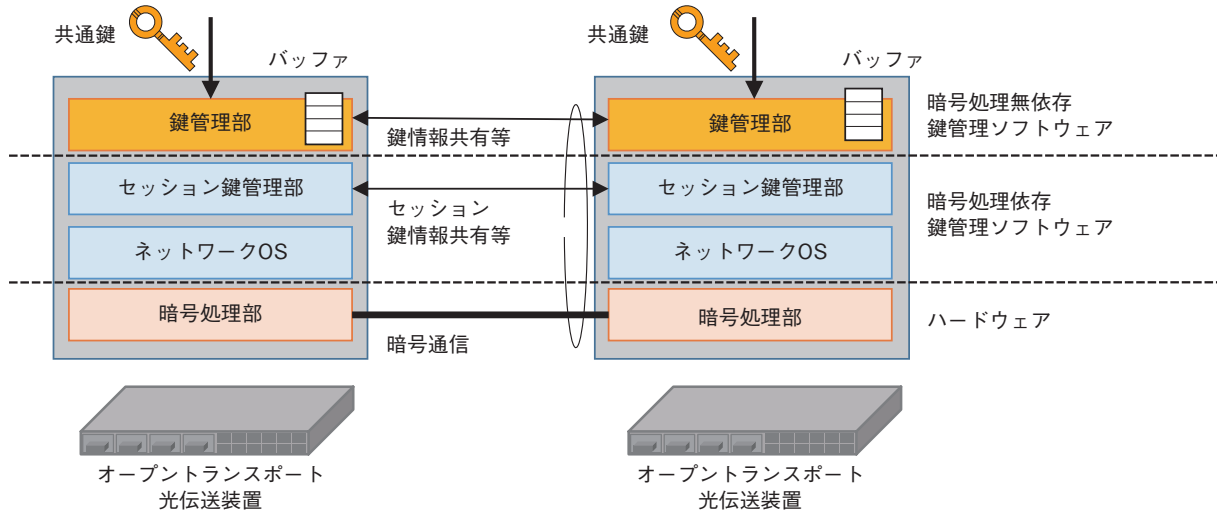 共通鍵
バッファ
共通鍵
バッファ
鍵管理部
鍵情報共有等
鍵管理部
暗号処理無依存
鍵管理ソフトウェア
セッション鍵管理部
セッション
鍵情報共有等
セッション鍵管理部
暗号処理依存
鍵管理ソフトウェア
ネットワークOS
ネットワークOS
暗号処理部
暗号通信
暗号処理部
ハードウェア
オープントランスポート
光伝送装置
オープントランスポート
光伝送装置